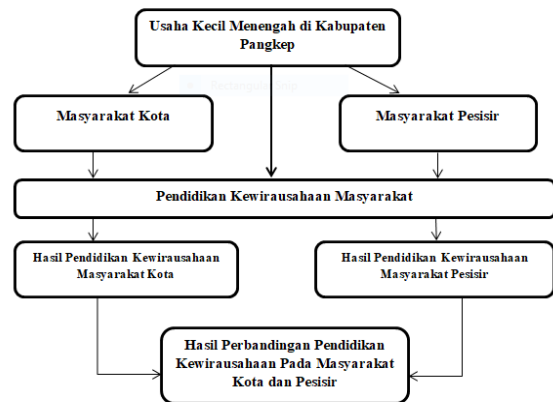 Usaha Kecil Menengah di Kabupaten
Pangkep
Masyarakat Kota
Masyarakat Pesisir
Pendidikan Kewirausahaan Masyarakat
Hasil Pendidikan Kewirausahaan
Masyarakat Kota
Hasil Pendidikan Kewirausahaan
Masyarakat Pesisir
Hasil Perbandingan Pendidikan
Kewirausahaan Pada Masyarakat
Kota dan Pesisir